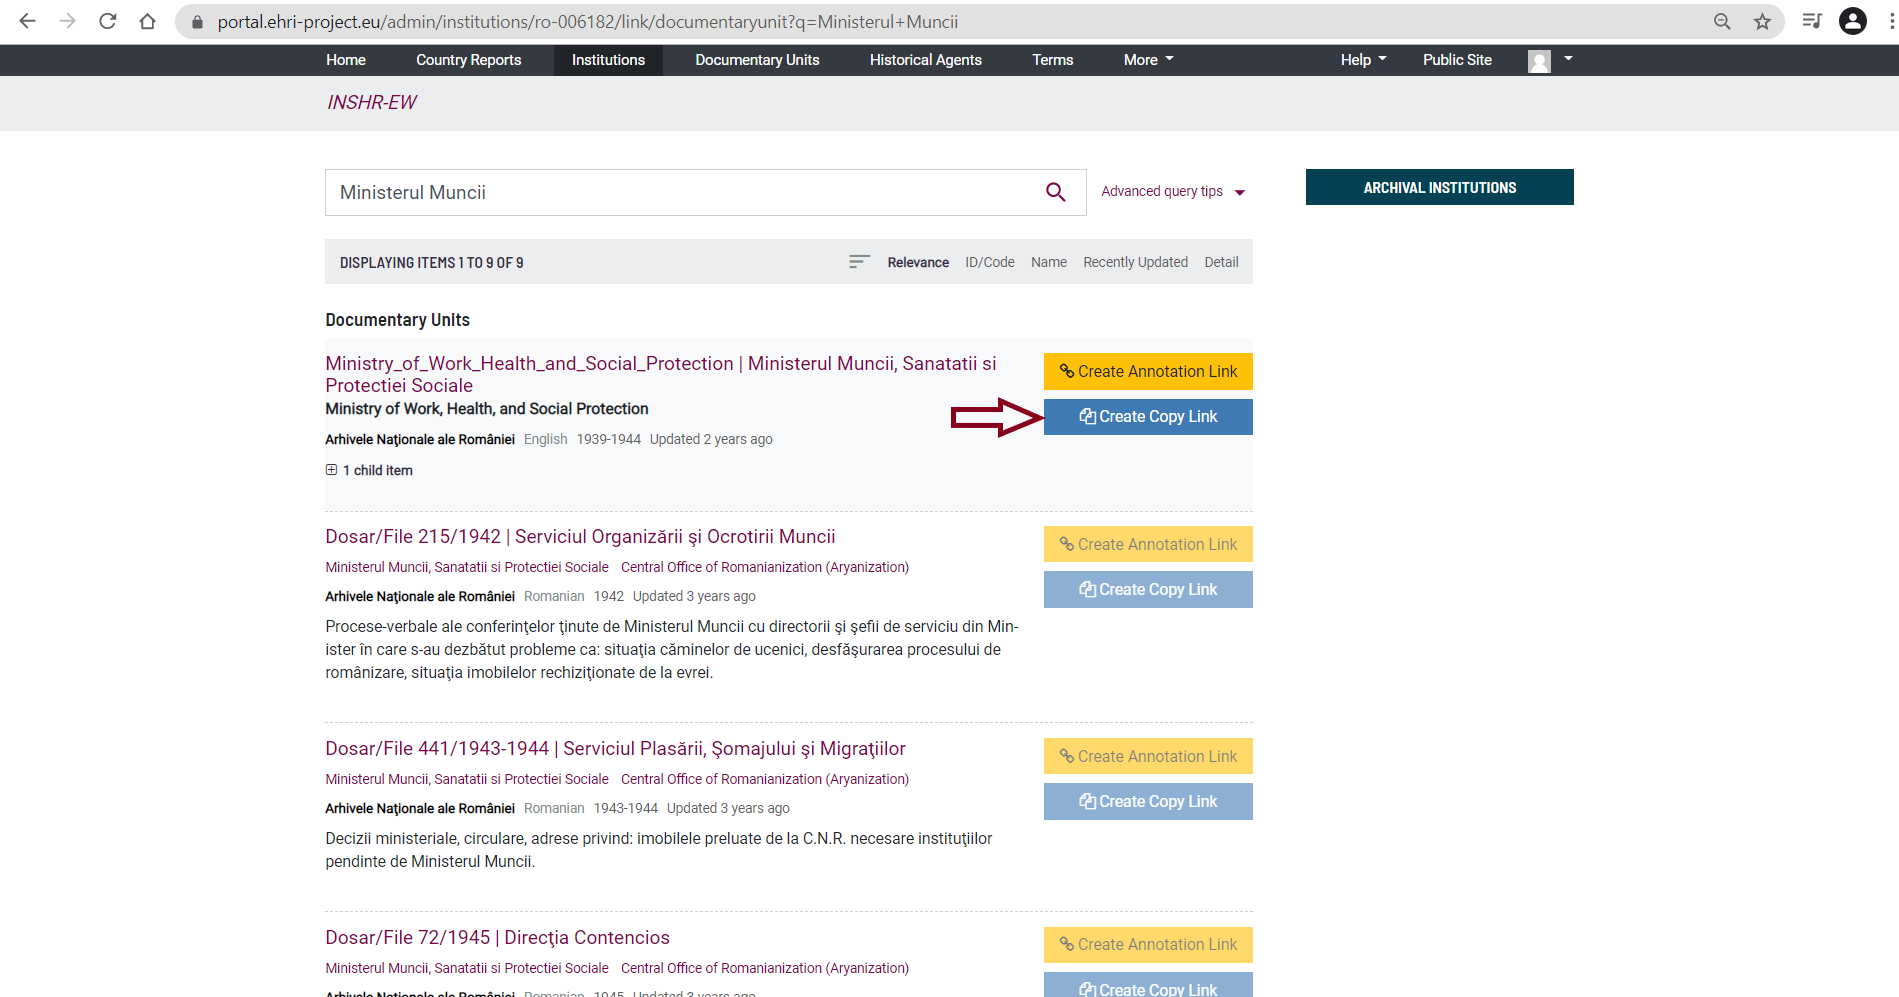 portal.ehri-project.eu/admin/institutions/ro-006182/link/documentaryunit?q=Ministerul+Muncii
Home Country Reports Institutions Documentary Units Historical Agents Terms More Help Public Site
INSHR-EW
Ministerul Muncii
Advanced query tips
ARCHIVAL INSTITUTIONS
DISPLAYING ITEMS 1 TO 9 OF 9
Relevance ID/Code Name Recently Updated Detail
Documentary Units
Ministry_of_Work_Health_and_Social_Protection | Ministerul Muncii, Sanatatii si
Protectiei Sociale
Ministry of Work, Health, and Social Protection
Arhivele Naţionale ale României English 1939-1944 Updated 2 years ago
1 child item
Create Annotation Link
Create Copy Link
Dosar/File 215/1942 | Serviciul Organizării şi Ocrotirii Muncii
Ministerul Muncii, Sanatatii si Protectiei Sociale Central Office of Romanianization (Aryanization)
Arhivele Naţionale ale României Romanian 1942 Updated 3 years ago
Procese-verbale ale conferinţelor ţinute de Ministerul Muncii cu directorii şi şefii de serviciu din Min-
ister în care s-au dezbătut probleme ca: situaţia căminelor de ucenici, desfăşurarea procesului de
românizare, situaţia imobilelor rechiziţionate de la evrei.
Create Annotation Link
Create Copy Link
Dosar/File 441/1943-1944 | Serviciul Plasării, Şomajului şi Migraţiilor
Ministerul Muncii, Sanatatii si Protectiei Sociale Central Office of Romanianization (Aryanization)
Arhivele Naţionale ale României Romanian 1943-1944 Updated 3 years ago
Decizii ministeriale, circulare, adrese privind: imobilele preluate de la C.N.R. necesare instituţiilor
pendinte de Ministerul Muncii.
Create Annotation Link
Create Copy Link
Dosar/File 72/1945 | Direcţia Contencios
Ministerul Muncii, Sanatatii si Protectiei Sociale Central Office of Romanianization (Aryanization)
Arhivele Naţionale ale României Romanian 1945 Updated 3 years ago
Create Annotation Link
Create Copy Link